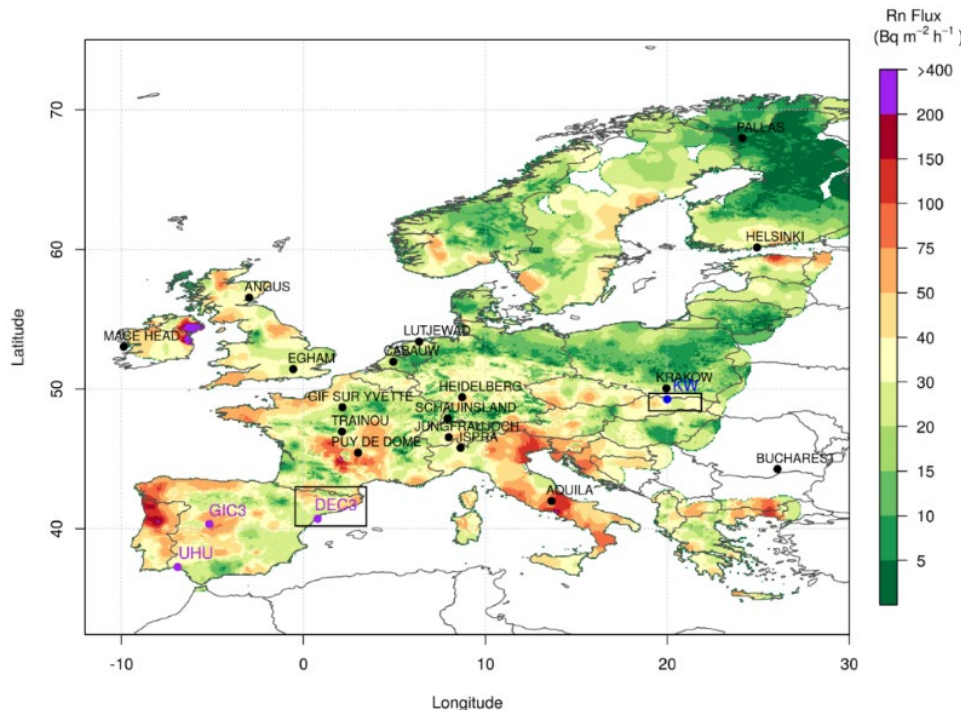 Rn Flux
(Bq m⁻² h⁻¹)
>400
200
150
100
75
50
40
30
20
15
10
5
70
60
50
40
Latitude
PALLAS
HELSINKI
ANGUS
MACE HEAD
LUTJEWAD
EGHAM
CABAUW
KRAKOW
KW
HEIDELBERG
GIF SUR YVETTE
SCHAUINSLAND
TRAINOU
JUNGFRAUJOCH
PUY DE DOME
ISPRA
BUCHAREST
AQUILA
GIC3
DEC3
UHU
-10
0
10
20
30
Longitude